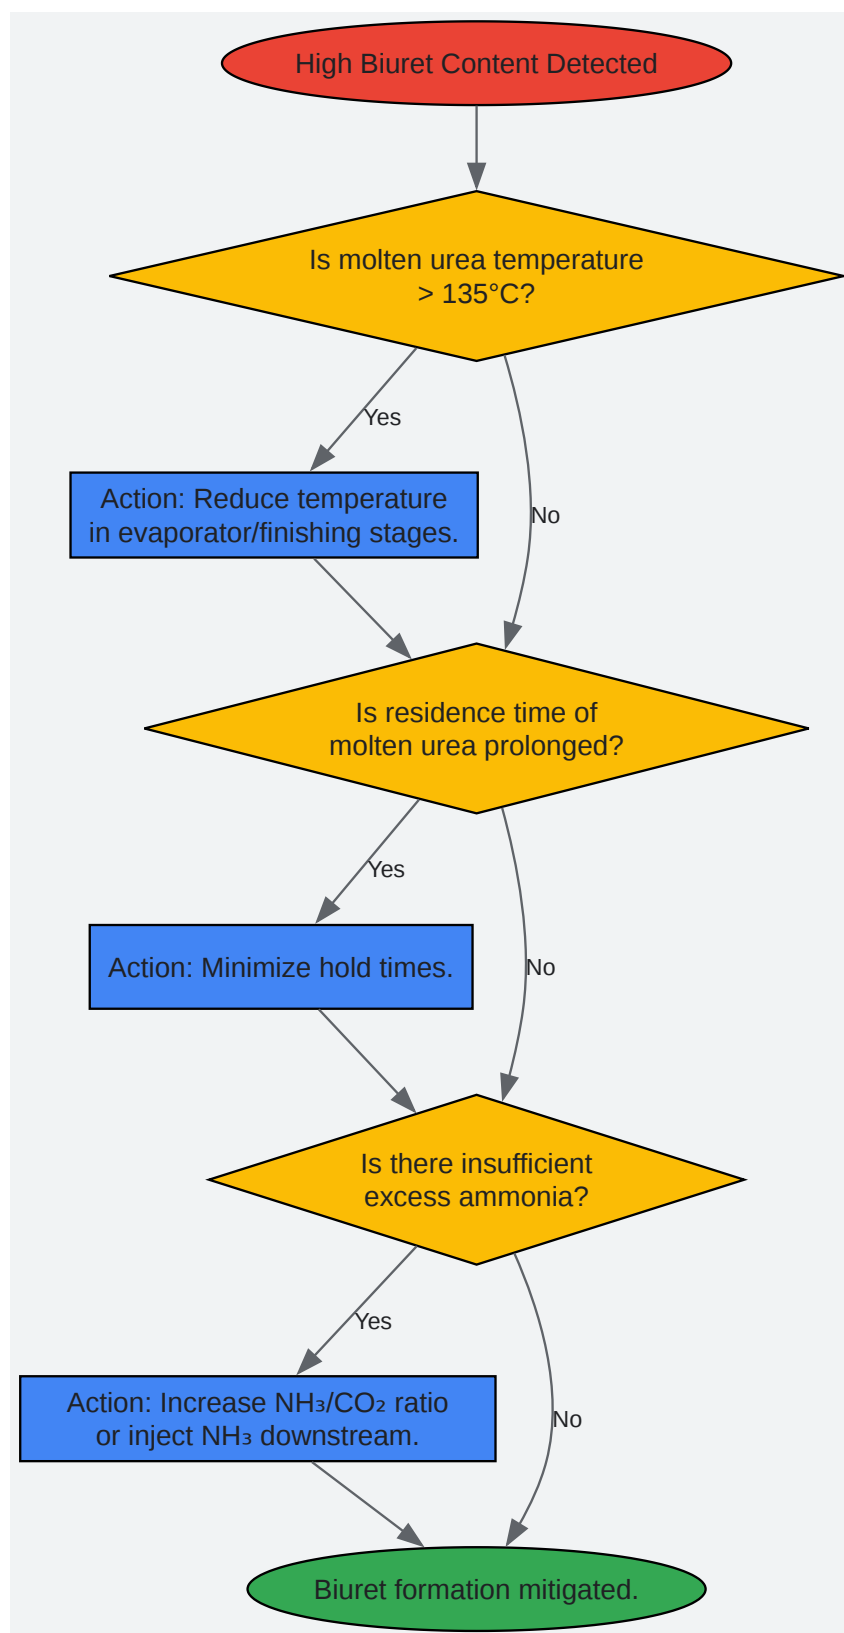 High Biuret Content Detected
Is molten urea temperature
> 135°C?
Yes
Action: Reduce temperature
in evaporator/finishing stages.
No
Is residence time of
molten urea prolonged?
Yes
Action: Minimize hold times.
No
Is there insufficient
excess ammonia?
Yes
Action: Increase NH₃/CO₂ ratio
or inject NH₃ downstream.
No
Biuret formation mitigated.